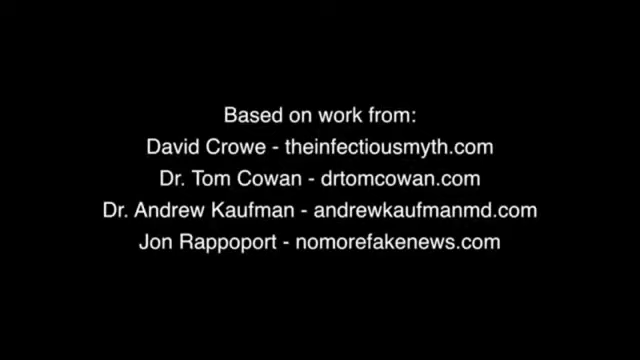 Based on work from:
David Crowe - theinfectiousmyth.com
Dr. Tom Cowan - drtomcowan.com
Dr. Andrew Kaufman - andrewkaufmanmd.com
Jon Rappoport - nomorefakenews.com